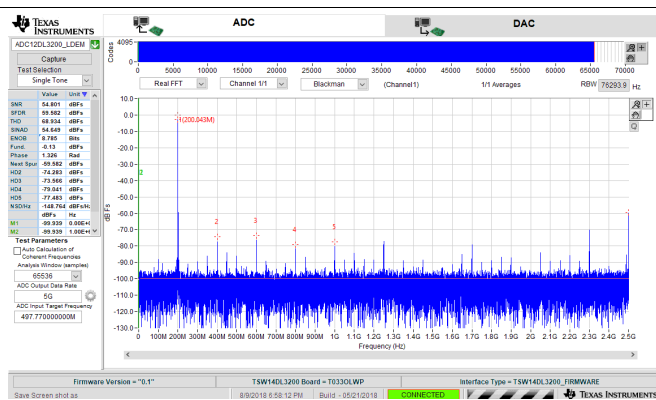 TEXAS INSTRUMENTS
ADC
DAC
ADC12DL3200_LDEM
Capture
Test Selection
Single Tone
Value Unit
SNR 54.801 dBFs
SFDR 59.582 dBFs
THD 68.934 dBFs
SINAD 54.649 dBFs
ENOB 8.785 Bits
Fund. -0.13 dBFs
Phase 1.326 Rad
Next Spur -59.582 dBFs
HD2 -74.283 dBFs
HD3 -73.566 dBFs
HD4 -79.041 dBFs
HD5 -77.483 dBFs
NSD/Hz -148.764 dBFs/Hz
dBFs Hz
M1 -99.939 0.00E+
M2 -99.939 1.00E+
Test Parameters
Auto Calculation of
Coherent Frequencies
Analysis Window (samples)
65536
ADC Output Data Rate
5G
ADC Input Target Frequency
497.77000000M
Codes
4095
0
0 5000 10000 15000 20000 25000 30000 35000 40000 45000 50000 55000 60000 65000 70000
Real FFT Channel 1/1 Blackman (Channel1) 1/1 Averages RBW 76293.9 Hz
dBFs
10.0
0.0
-10.0
-20.0
-30.0
-40.0
-50.0
-60.0
-70.0
-80.0
-90.0
-100.0
-110.0
-120.0
-130.0
1(200.043M)
2
2
3
4
5
0 100M 200M 300M 400M 500M 600M 700M 800M 900M 1G 1.1G 1.2G 1.3G 1.4G 1.5G 1.6G 1.7G 1.8G 1.9G 2G 2.1G 2.2G 2.3G 2.4G 2.5G
Frequency (Hz)
Firmware Version = "0.1" TSW14DL3200 Board = T033OLWP Interface Type = TSW14DL3200_FIRMWARE
Save Screen shot as 8/9/2018 6:58:12 PM Build - 05/21/2018 CONNECTED TEXAS INSTRUMENTS